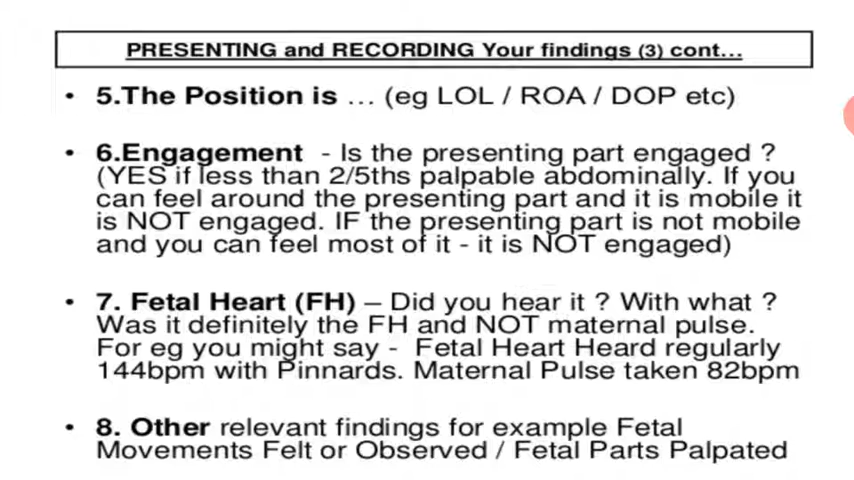 PRESENTING and RECORDING Your findings (3) cont...
• 5.The Position is ... (eg LOL / ROA / DOP etc)
• 6.Engagement - Is the presenting part engaged ?
(YES if less than 2/5ths palpable abdominally. If you
can feel around the presenting part and it is mobile it
is NOT engaged. IF the presenting part is not mobile
and you can feel most of it - it is NOT engaged)
• 7. Fetal Heart (FH) – Did you hear it ? With what ?
Was it definitely the FH and NOT maternal pulse.
For eg you might say - Fetal Heart Heard regularly
144bpm with Pinnards. Maternal Pulse taken 82bpm
• 8. Other relevant findings for example Fetal
Movements Felt or Observed / Fetal Parts Palpated